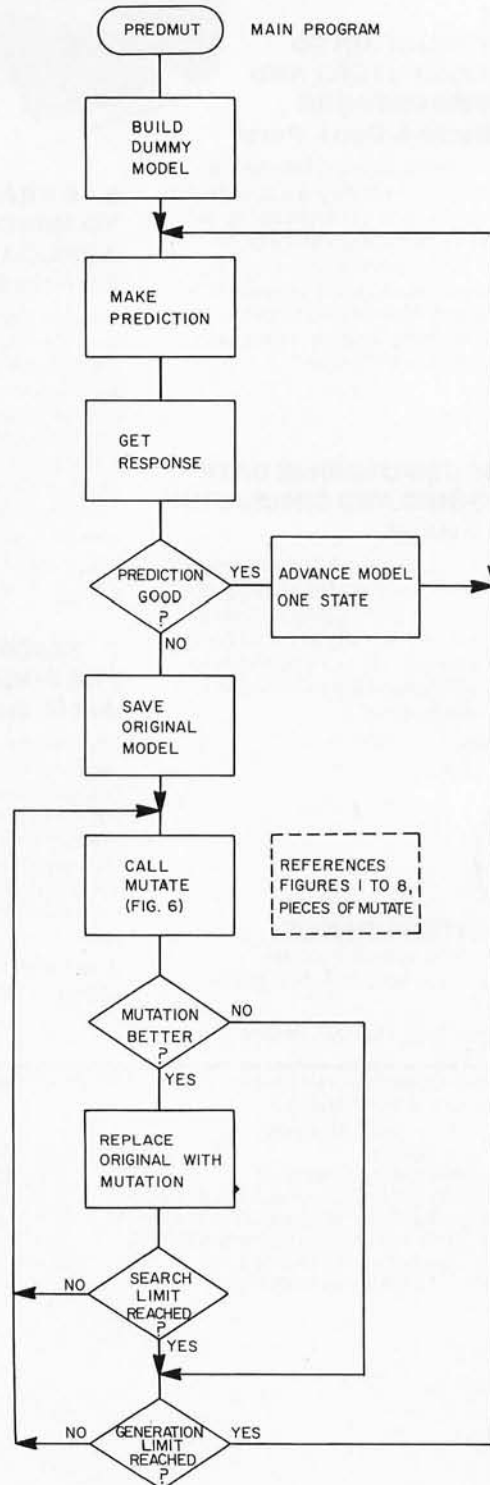 PREDMUT MAIN PROGRAM
BUILD
DUMMY
MODEL
MAKE
PREDICTION
GET
RESPONSE
PREDICTION
GOOD
?
YES
ADVANCE MODEL
ONE STATE
NO
SAVE
ORIGINAL
MODEL
CALL
MUTATE
(FIG. 6)
REFERENCES
FIGURES 1 TO 8,
PIECES OF MUTATE
MUTATION
BETTER
?
NO
YES
REPLACE
ORIGINAL WITH
MUTATION
NO
SEARCH
LIMIT
REACHED
?
YES
NO
GENERATION
LIMIT
REACHED
?
YES